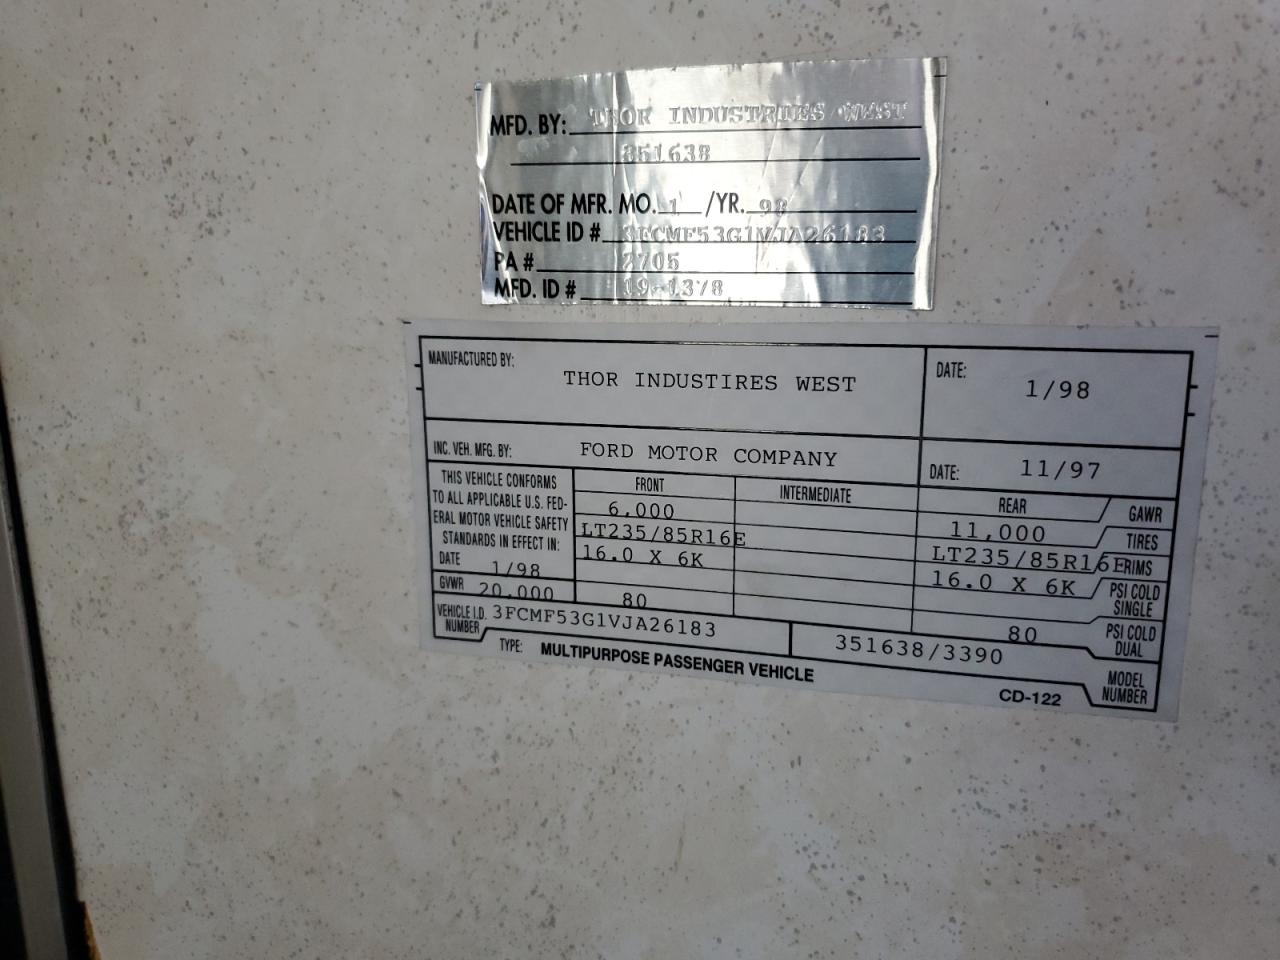 MFD. BY: THOR INDUSTRIES WEST
351638
DATE OF MFR. MO. 1 /YR. 98
VEHICLE ID # 3FCMF53G1VJA26183
PA # 2705
MFD. ID # 19-1378
MANUFACTURED BY: THOR INDUSTIRES WEST DATE: 1/98
INC. VEH. MFG. BY: FORD MOTOR COMPANY DATE: 11/97
THIS VEHICLE CONFORMS
TO ALL APPLICABLE U.S. FED-
ERAL MOTOR VEHICLE SAFETY
STANDARDS IN EFFECT IN:
DATE 1/98
GVWR 20,000
FRONT INTERMEDIATE REAR
6,000 11,000 GAWR
LT235/85R16E LT235/85R16E TIRES
16.0 X 6K 16.0 X 6K RIMS
PSI COLD
SINGLE
80 80 PSI COLD
DUAL
VEHICLE I.D.
NUMBER 3FCMF53G1VJA26183 351638/3390 MODEL
NUMBER
TYPE: MULTIPURPOSE PASSENGER VEHICLE CD-122